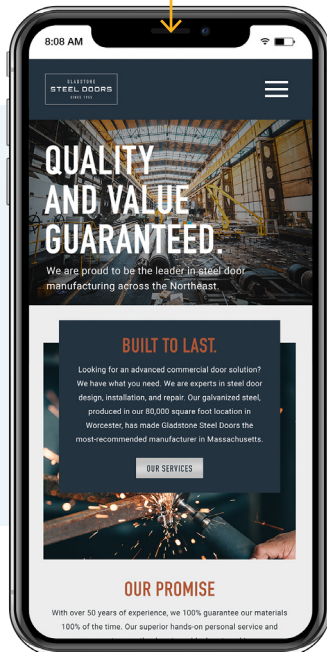 8:08 AM
GLADSTONE
STEEL DOORS
QUALITY
AND VALUE
GUARANTEED.
We are proud to be the leader in steel door
manufacturing across the Northeast.
BUILT TO LAST.
Looking for an advanced commercial door solution?
We have what you need. We are experts in steel door
design, installation, and repair. Our galvanized steel,
produced in our 80,000 square foot location in
Worcester, has made Gladstone Steel Doors the
most-recommended manufacturer in Massachusetts.
OUR SERVICES
OUR PROMISE
With over 50 years of experience, we 100% guarantee our materials
100% of the time. Our superior hands-on personal service and